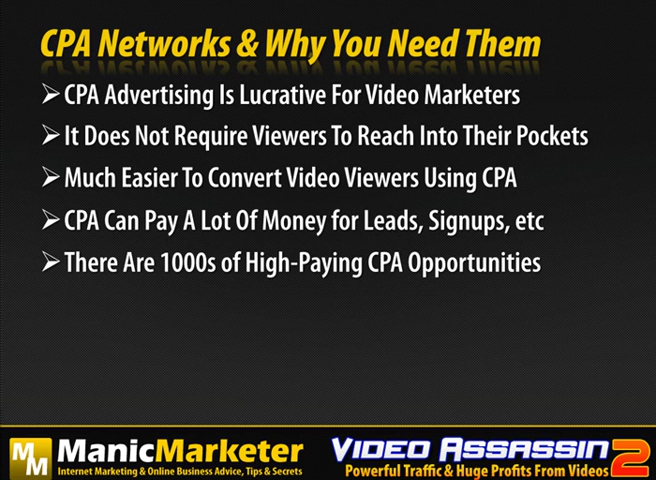 CPA Networks & Why You Need Them
CPA Advertising Is Lucrative For Video Marketers
It Does Not Require Viewers To Reach Into Their Pockets
Much Easier To Convert Video Viewers Using CPA
CPA Can Pay A Lot Of Money for Leads, Signups, etc
There Are 1000s of High-Paying CPA Opportunities
MM
ManicMarketer
Internet Marketing & Online Business Advice, Tips & Secrets
Video Assassin 2
Powerful Traffic & Huge Profits From Videos